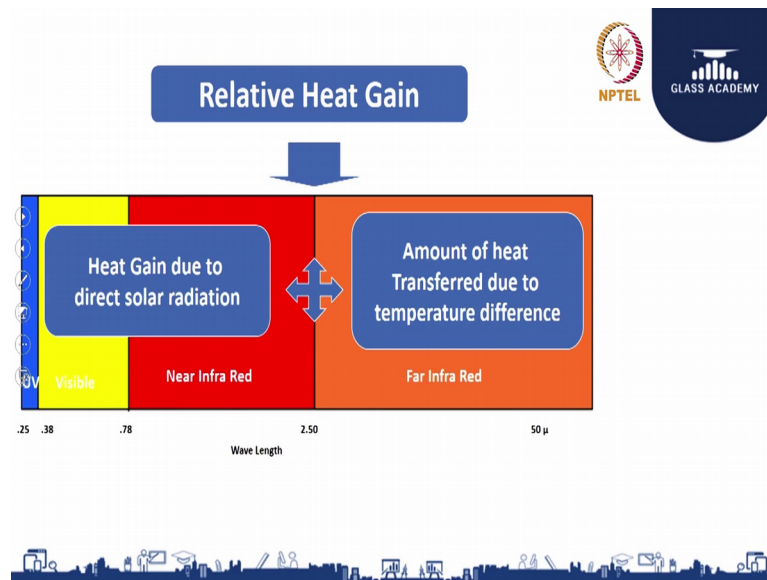 NPTEL
GLASS ACADEMY
Relative Heat Gain
Heat Gain due to
direct solar radiation
Amount of heat
Transferred due to
temperature difference
UV
Visible
Near Infra Red
Far Infra Red
.25 .38 .78 2.50 50 µ
Wave Length